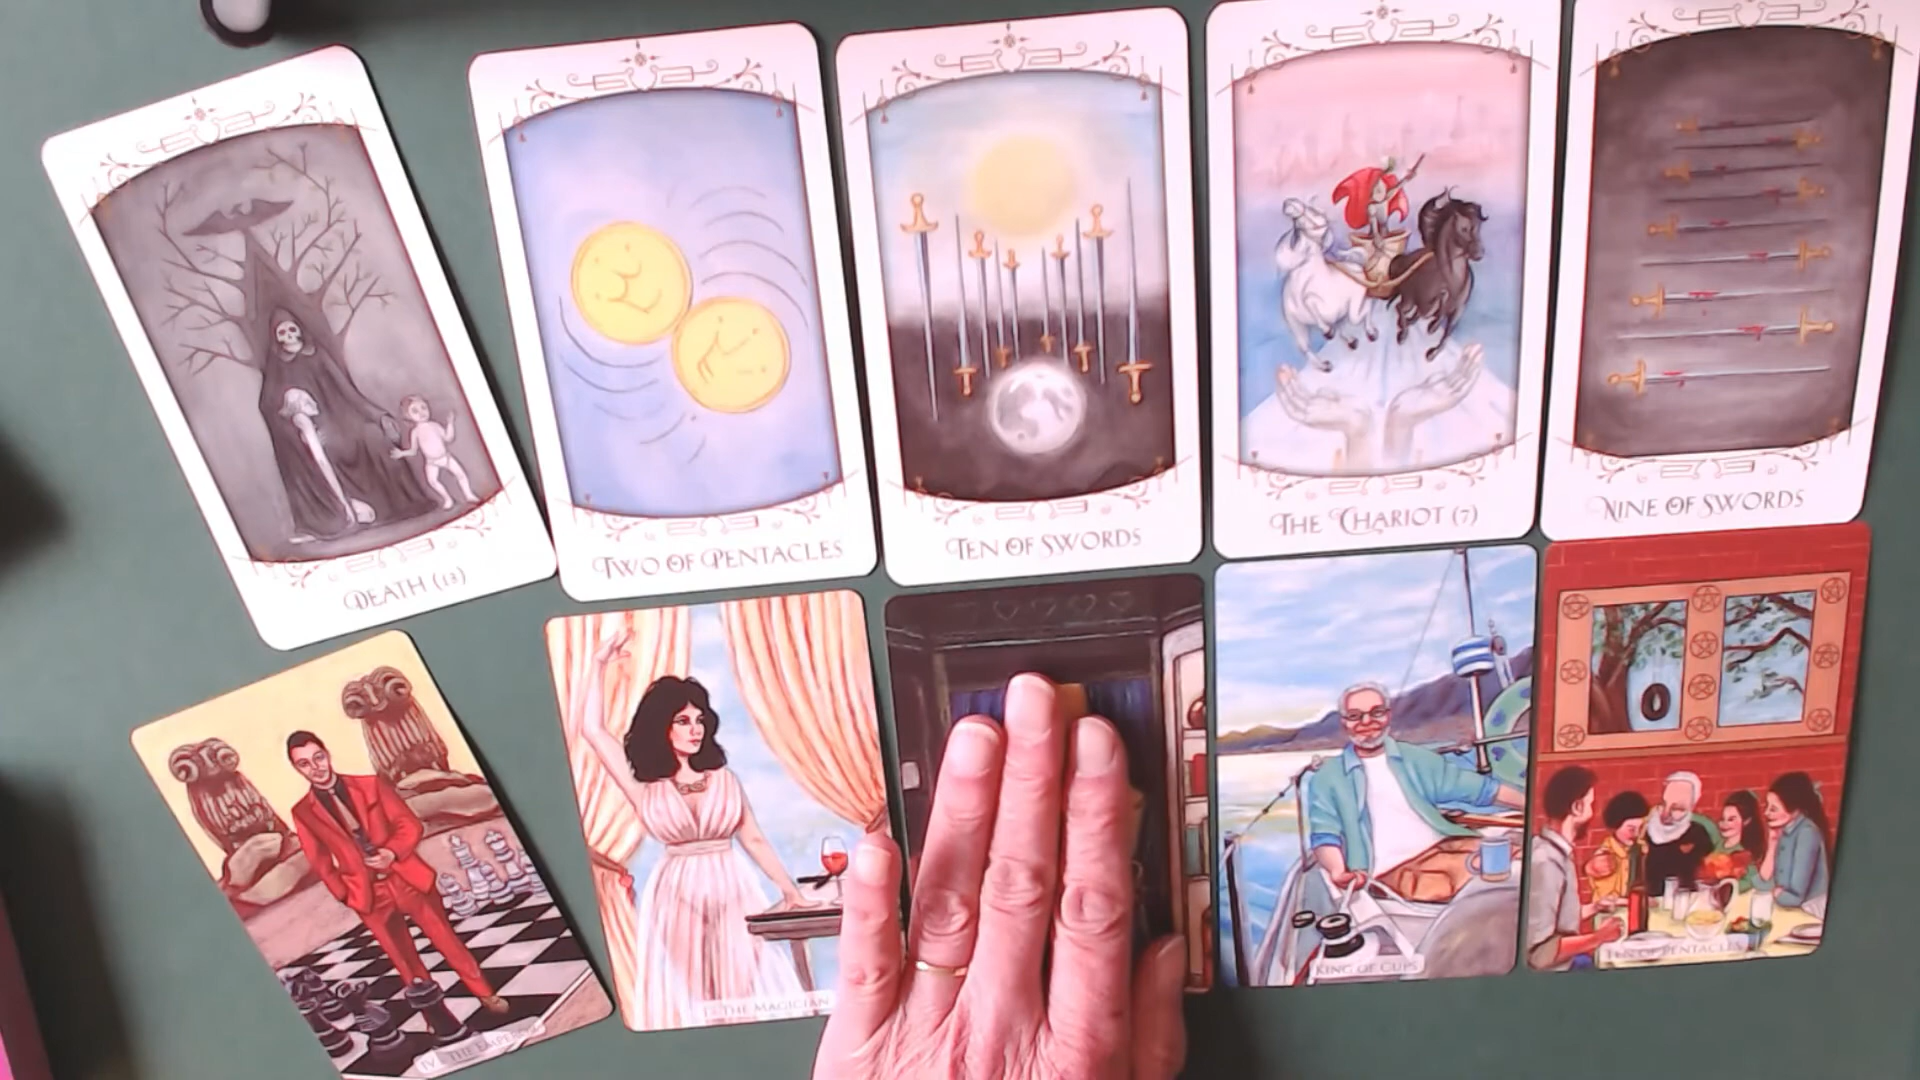 DEATH (13)
TWO OF PENTACLES
TEN OF SWORDS
THE CHARIOT (7)
NINE OF SWORDS
IV · THE EMPEROR
I · THE MAGICIAN
KING OF CUPS
TEN OF PENTACLES